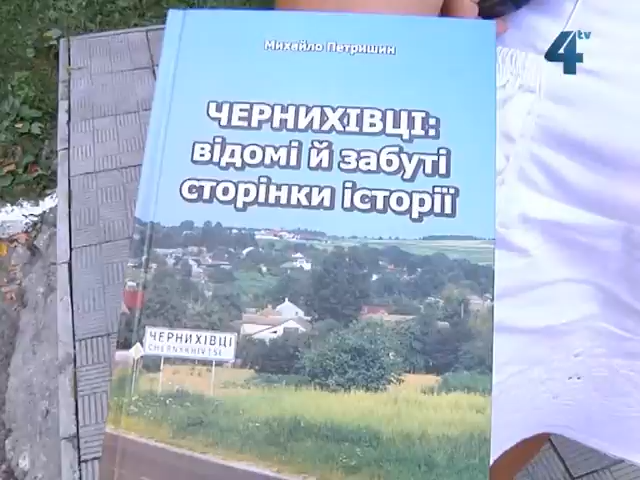 4 tv
Михайло Петришин
ЧЕРНИХІВЦІ:
відомі й забуті
сторінки історії
ЧЕРНИХІВЦІ
CHERNYKHIVTSI